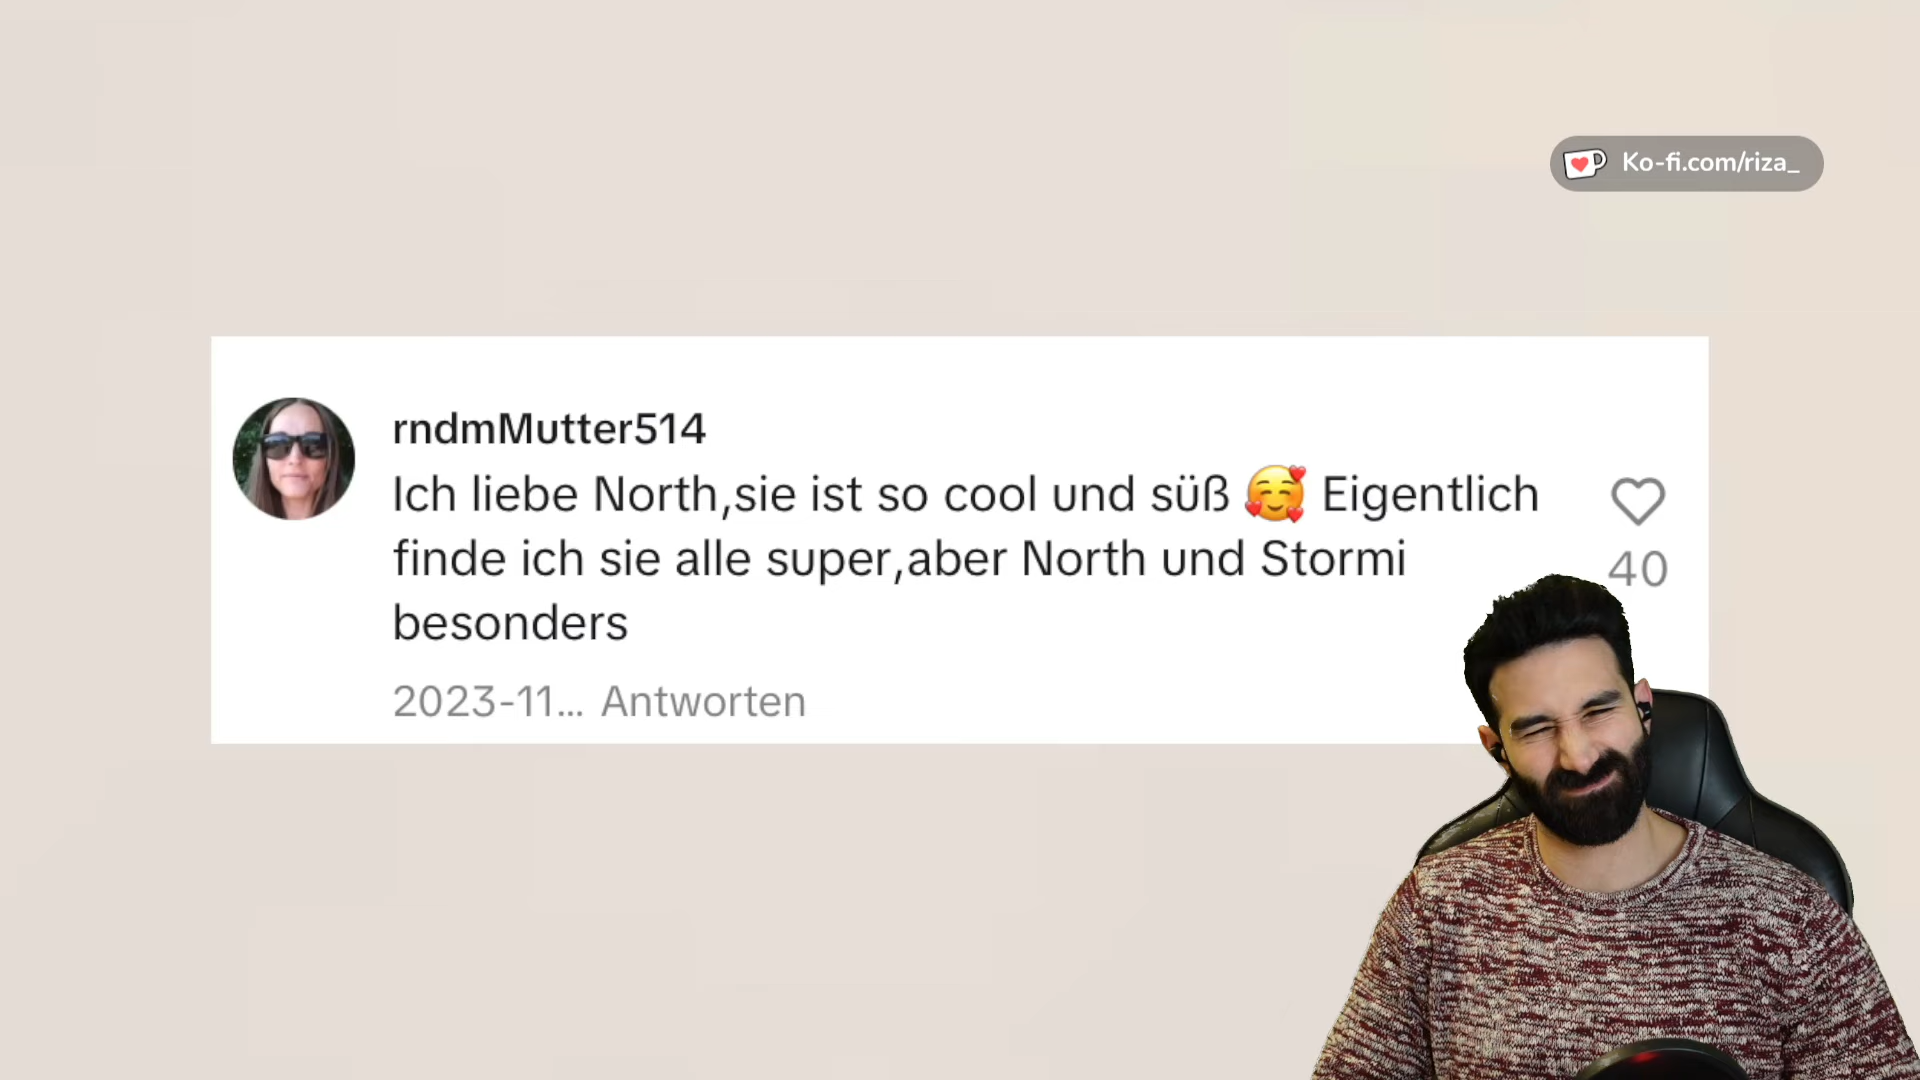 Ko-fi.com/riza_
rndmMutter514
Ich liebe North,sie ist so cool und süß 🥰 Eigentlich
finde ich sie alle super,aber North und Stormi
besonders
40
2023-11... Antworten